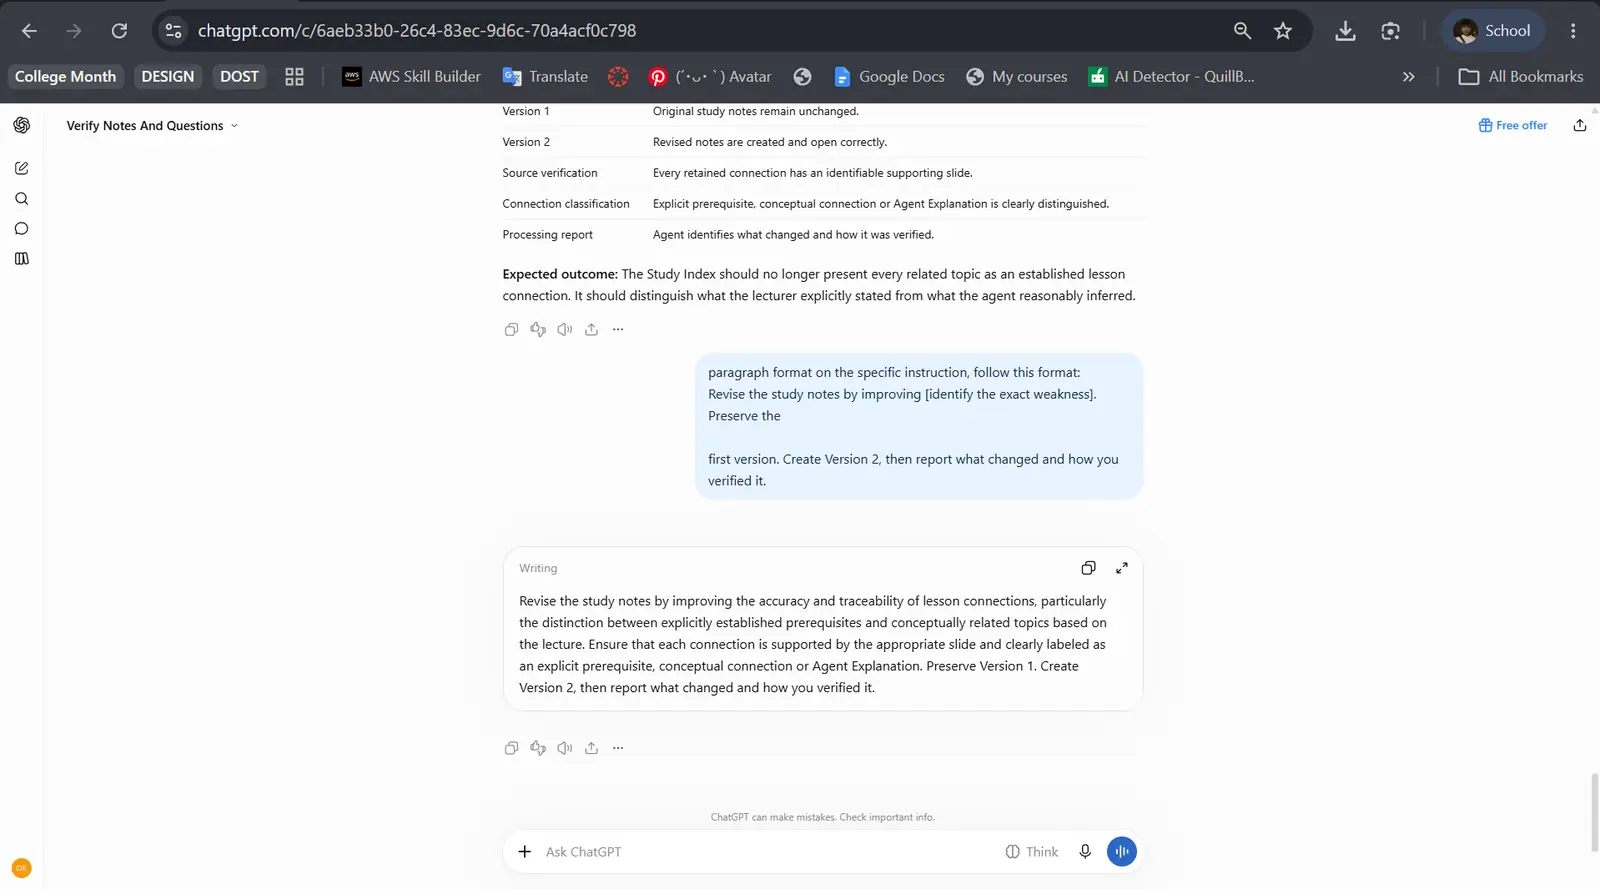 chatgpt.com/c/6aeb33b0-26c4-83ec-9d6c-70a4acf0c798
School
College Month
DESIGN
DOST
aws
AWS Skill Builder
Translate
(´•᎑•`) Avatar
Google Docs
My courses
AI Detector - QuillB...
All Bookmarks
Verify Notes And Questions
Free offer
Version 1 Original study notes remain unchanged.
Version 2 Revised notes are created and open correctly.
Source verification Every retained connection has an identifiable supporting slide.
Connection classification Explicit prerequisite, conceptual connection or Agent Explanation is clearly distinguished.
Processing report Agent identifies what changed and how it was verified.
Expected outcome: The Study Index should no longer present every related topic as an established lesson
connection. It should distinguish what the lecturer explicitly stated from what the agent reasonably inferred.
paragraph format on the specific instruction, follow this format:
Revise the study notes by improving [identify the exact weakness].
Preserve the
first version. Create Version 2, then report what changed and how you
verified it.
Writing
Revise the study notes by improving the accuracy and traceability of lesson connections, particularly
the distinction between explicitly established prerequisites and conceptually related topics based on
the lecture. Ensure that each connection is supported by the appropriate slide and clearly labeled as
an explicit prerequisite, conceptual connection or Agent Explanation. Preserve Version 1. Create
Version 2, then report what changed and how you verified it.
ChatGPT can make mistakes. Check important info.
Ask ChatGPT
Think
DE